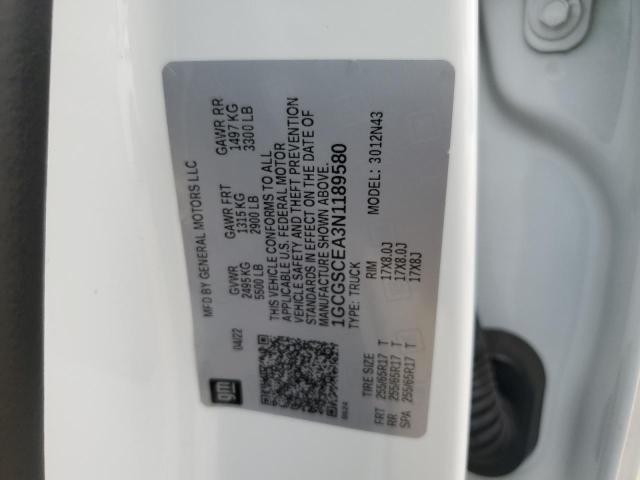 gm
04/22
MFD BY GENERAL MOTORS LLC
GVWR
2495 KG
5500 LB
GAWR FRT
1315 KG
2900 LB
GAWR RR
1497 KG
3300 LB
THIS VEHICLE CONFORMS TO ALL
APPLICABLE U.S. FEDERAL MOTOR
VEHICLE SAFETY AND THEFT PREVENTION
STANDARDS IN EFFECT ON THE DATE OF
MANUFACTURE SHOWN ABOVE.
1GCGSCEA3N1189580
TYPE: TRUCK
MODEL: 3012N43
TIRE SIZE RIM
FRT 255/65R17 T 17X8.0J
RR 255/65R17 T 17X8.0J
SPA 255/65R17 T 17X8J